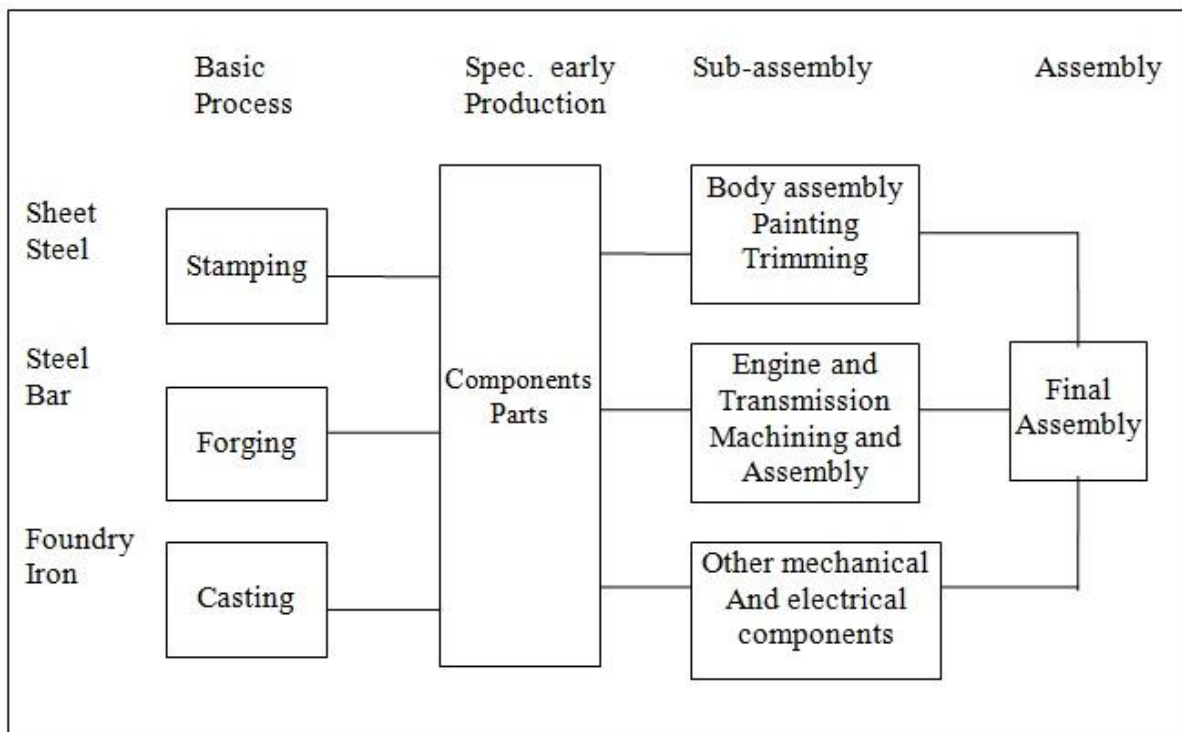 Basic
Process
Spec. early
Production
Sub-assembly
Assembly
Sheet
Steel
Stamping
Steel
Bar
Forging
Foundry
Iron
Casting
Components
Parts
Body assembly
Painting
Trimming
Engine and
Transmission
Machining and
Assembly
Other mechanical
And electrical
components
Final
Assembly